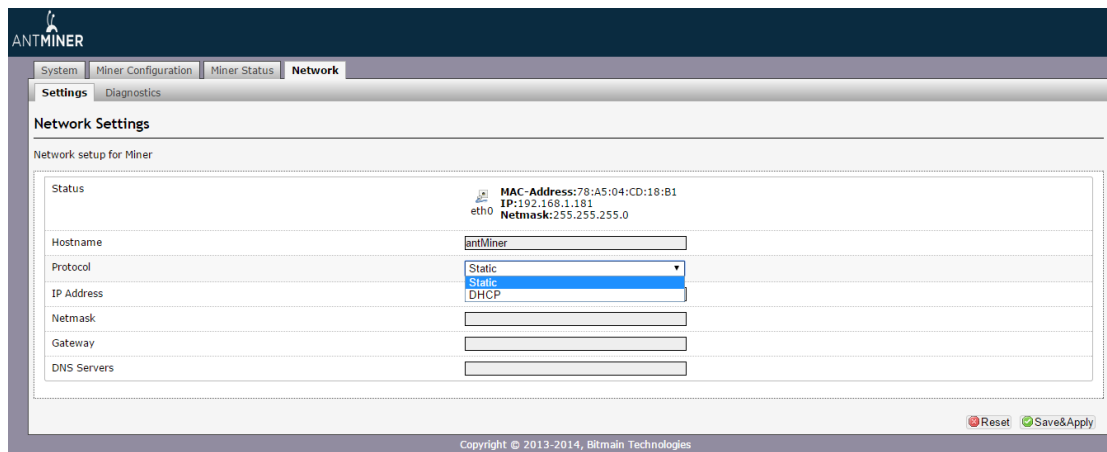 ANTMINER
System Miner Configuration Miner Status Network
Settings Diagnostics
Network Settings
Network setup for Miner
Status
MAC-Address:78:A5:04:CD:18:B1
IP:192.168.1.181
eth0 Netmask:255.255.255.0
Hostname antMiner
Protocol Static
Static
IP Address DHCP
Netmask
Gateway
DNS Servers
Reset Save&Apply
Copyright © 2013-2014, Bitmain Technologies